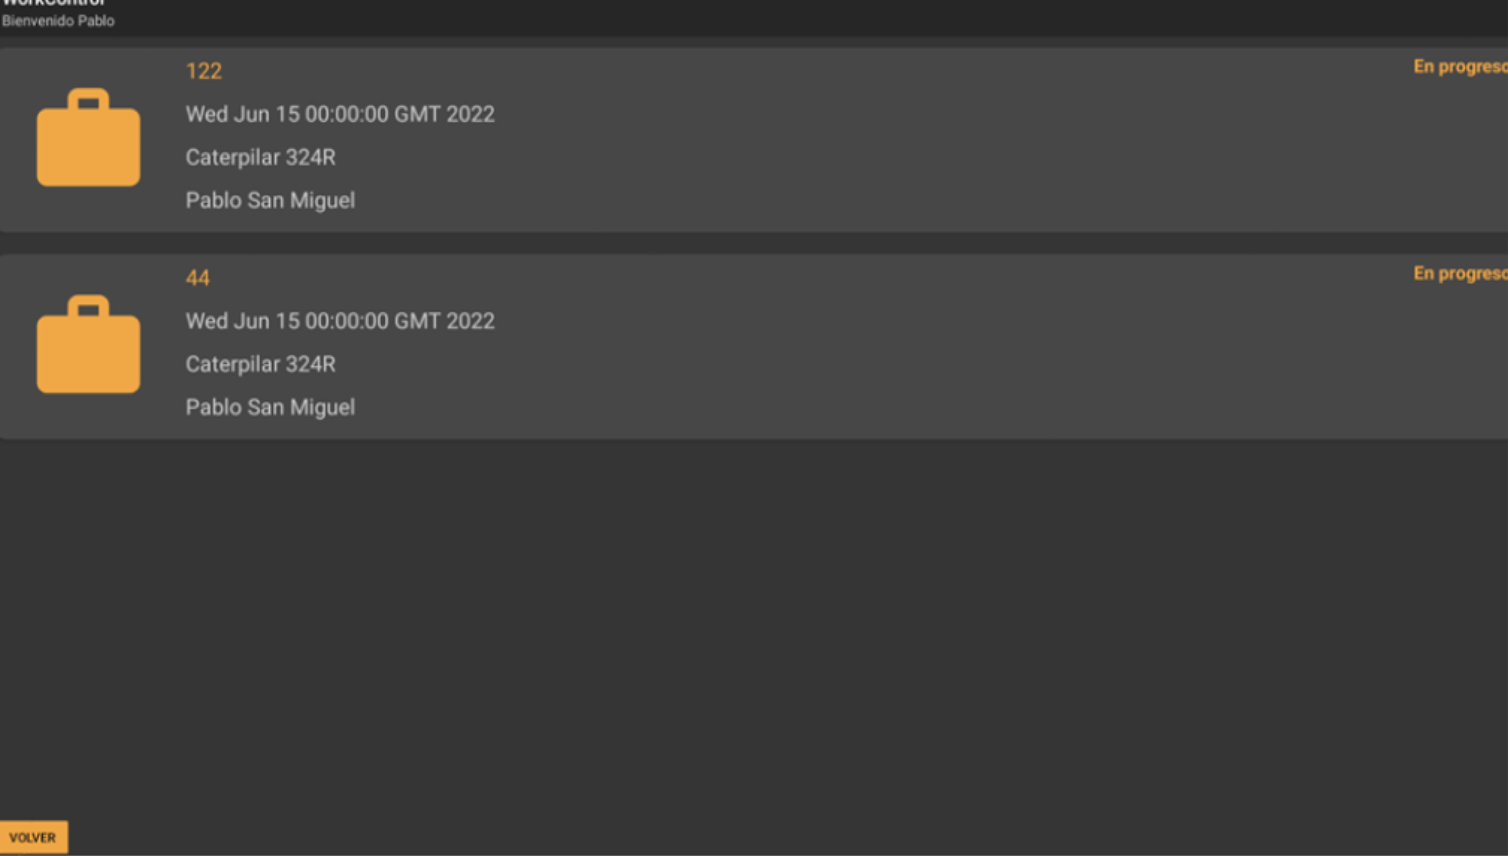 WorkControl
Bienvenido Pablo
122
En progreso
Wed Jun 15 00:00:00 GMT 2022
Caterpilar 324R
Pablo San Miguel
44
En progreso
Wed Jun 15 00:00:00 GMT 2022
Caterpilar 324R
Pablo San Miguel
VOLVER